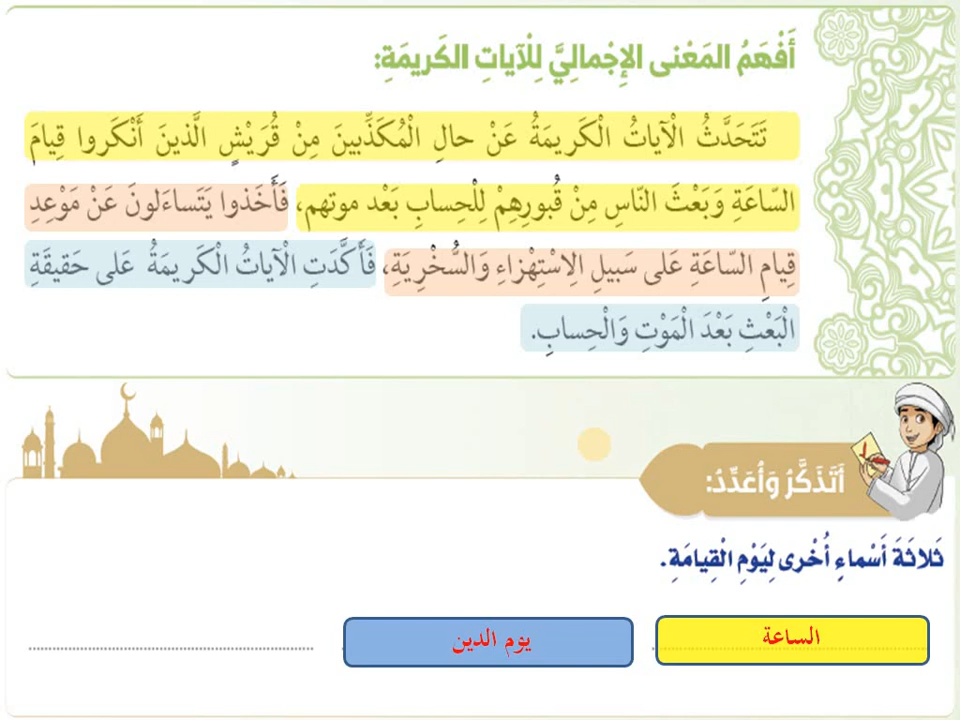 أَفْهَمُ المَعْنى الإِجْمالِيَّ لِلْآياتِ الكَريمَةِ:
تَتَحَدَّثُ الْآياتُ الْكَريمَةُ عَنْ حالِ الْمُكَذِّبينَ مِنْ قُرَيْشٍ الَّذينَ أَنْكَروا قِيامَ
السّاعَةِ وَبَعْثَ النّاسِ مِنْ قُبورِهِمْ لِلْحِسابِ بَعْد موتهم، فَأَخَذوا يَتَساءَلونَ عَنْ مَوْعِدِ
قِيامِ السّاعَةِ عَلى سَبيلِ الِاسْتِهْزاءِ وَالسُّخْرِيَةِ، فَأَكَّدَتِ الْآياتُ الْكَريمَةُ عَلى حَقيقَةِ
الْبَعْثِ بَعْدَ الْمَوْتِ وَالْحِسابِ.
أَتَذَكَّرُ وَأُعَدِّدُ:
ثَلاثَةَ أَسْماءٍ أُخْرى لِيَوْمِ الْقِيامَةِ.
الساعة يوم الدين